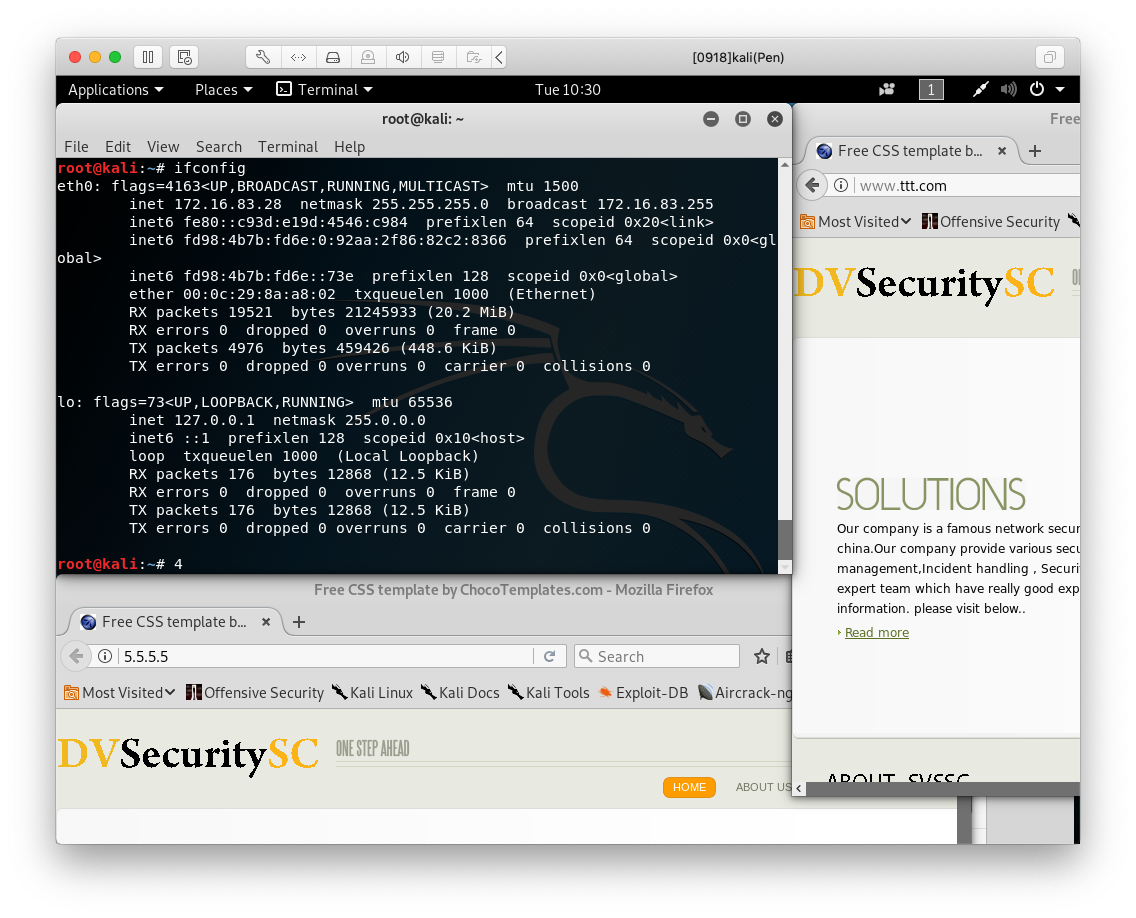 [0918]kali(Pen)
Applications Places Terminal Tue 10:30 1
root@kali: ~
File Edit View Search Terminal Help
root@kali:~# ifconfig
eth0: flags=4163<UP,BROADCAST,RUNNING,MULTICAST>  mtu 1500
        inet 172.16.83.28  netmask 255.255.255.0  broadcast 172.16.83.255
        inet6 fe80::c93d:e19d:4546:c984  prefixlen 64  scopeid 0x20<link>
        inet6 fd98:4b7b:fd6e:0:92aa:2f86:82c2:8366  prefixlen 64  scopeid 0x0<gl
obal>
        inet6 fd98:4b7b:fd6e::73e  prefixlen 128  scopeid 0x0<global>
        ether 00:0c:29:8a:a8:02  txqueuelen 1000  (Ethernet)
        RX packets 19521  bytes 21245933 (20.2 MiB)
        RX errors 0  dropped 0  overruns 0  frame 0
        TX packets 4976  bytes 459426 (448.6 KiB)
        TX errors 0  dropped 0 overruns 0  carrier 0  collisions 0
lo: flags=73<UP,LOOPBACK,RUNNING>  mtu 65536
        inet 127.0.0.1  netmask 255.0.0.0
        inet6 ::1  prefixlen 128  scopeid 0x10<host>
        loop  txqueuelen 1000  (Local Loopback)
        RX packets 176  bytes 12868 (12.5 KiB)
        RX errors 0  dropped 0  overruns 0  frame 0
        TX packets 176  bytes 12868 (12.5 KiB)
        TX errors 0  dropped 0 overruns 0  carrier 0  collisions 0
root@kali:~# 4
Free
Free CSS template b...
www.ttt.com
Most Visited Offensive Security
DVSecuritySC
SOLUTIONS
Our company is a famous network secur
china.Our company provide various secu
management,Incident handling , Securi
expert team which have really good exp
information. please visit below..
Read more
ABOUT SVSSC
Free CSS template by ChocoTemplates.com - Mozilla Firefox
Free CSS template b...
5.5.5.5 Search
Most Visited Offensive Security Kali Linux Kali Docs Kali Tools Exploit-DB Aircrack-ng
DVSecuritySC ONE STEP AHEAD
HOME ABOUT US